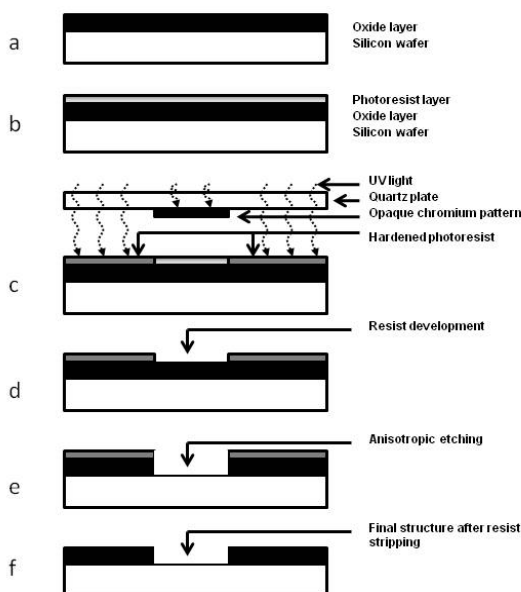 a
Oxide layer
Silicon wafer
b
Photoresist layer
Oxide layer
Silicon wafer
UV light
Quartz plate
Opaque chromium pattern
Hardened photoresist
c
Resist development
d
Anisotropic etching
e
Final structure after resist
stripping
f